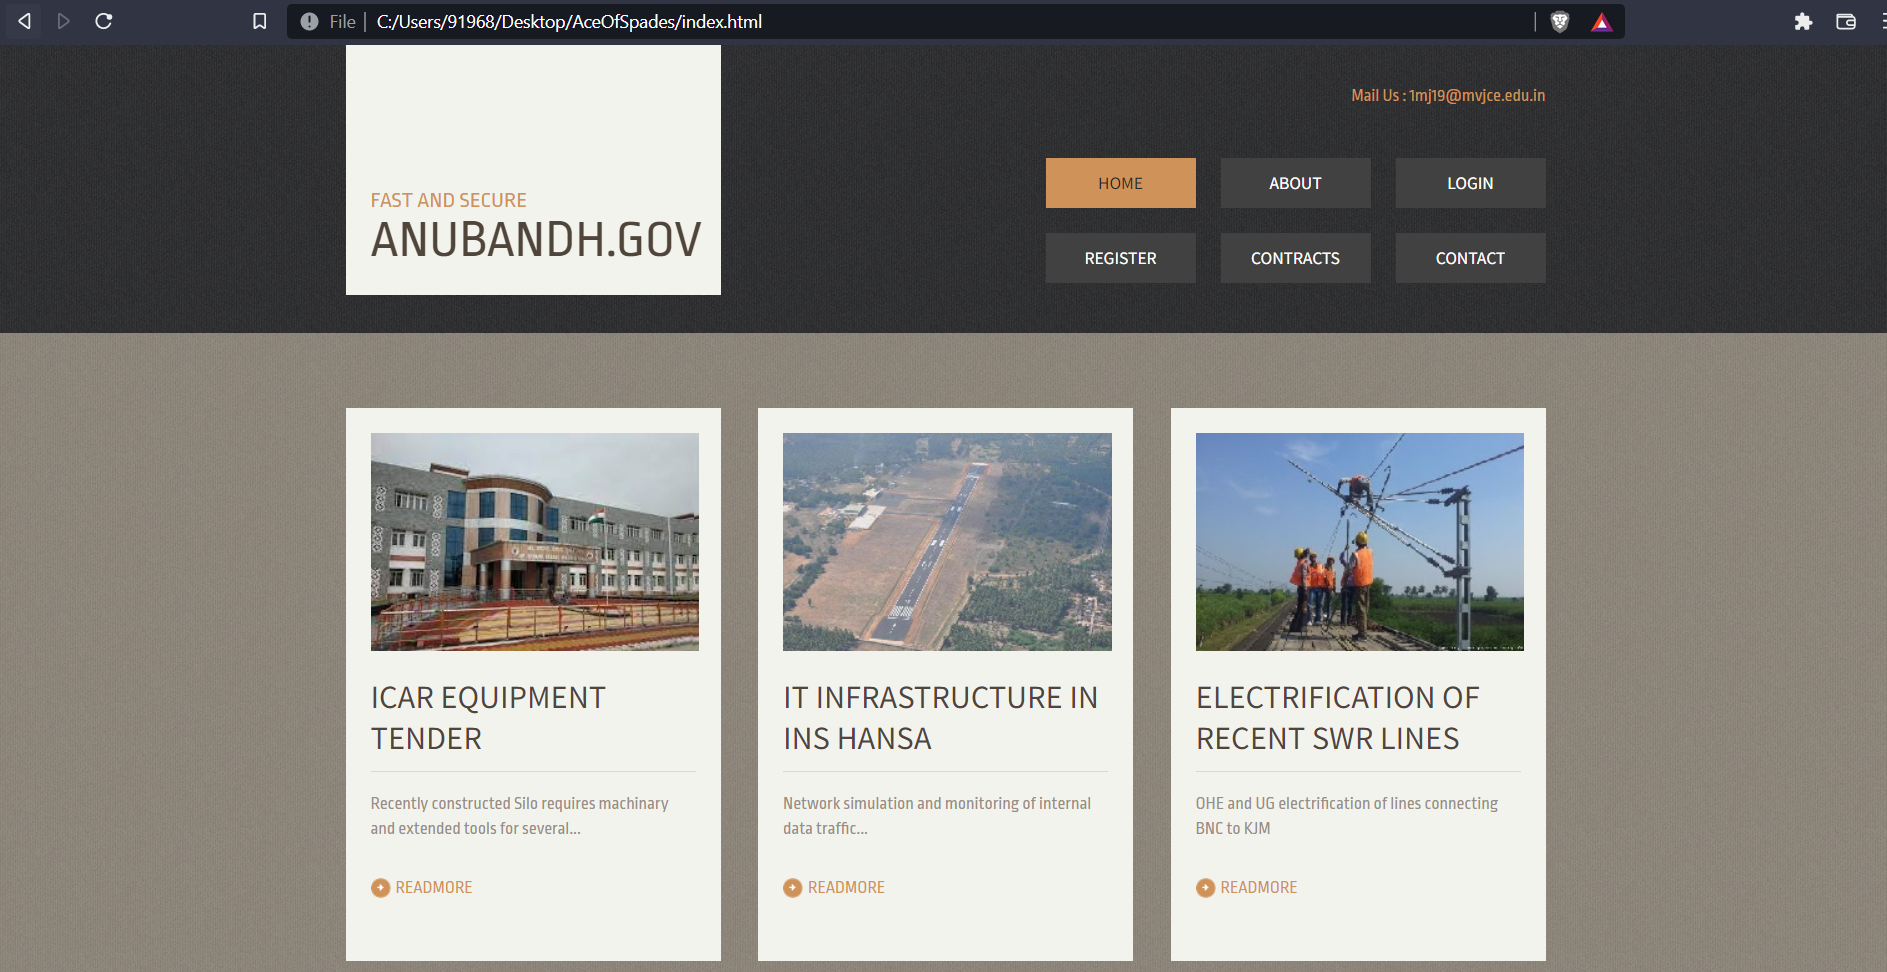 File | C:/Users/91968/Desktop/AceOfSpades/index.html
Mail Us : 1mj19@mvjce.edu.in
FAST AND SECURE
ANUBANDH.GOV
HOME
ABOUT
LOGIN
REGISTER
CONTRACTS
CONTACT
ICAR EQUIPMENT
TENDER
Recently constructed Silo requires machinary
and extended tools for several...
READMORE
IT INFRASTRUCTURE IN
INS HANSA
Network simulation and monitoring of internal
data traffic...
READMORE
ELECTRIFICATION OF
RECENT SWR LINES
OHE and UG electrification of lines connecting
BNC to KJM
READMORE